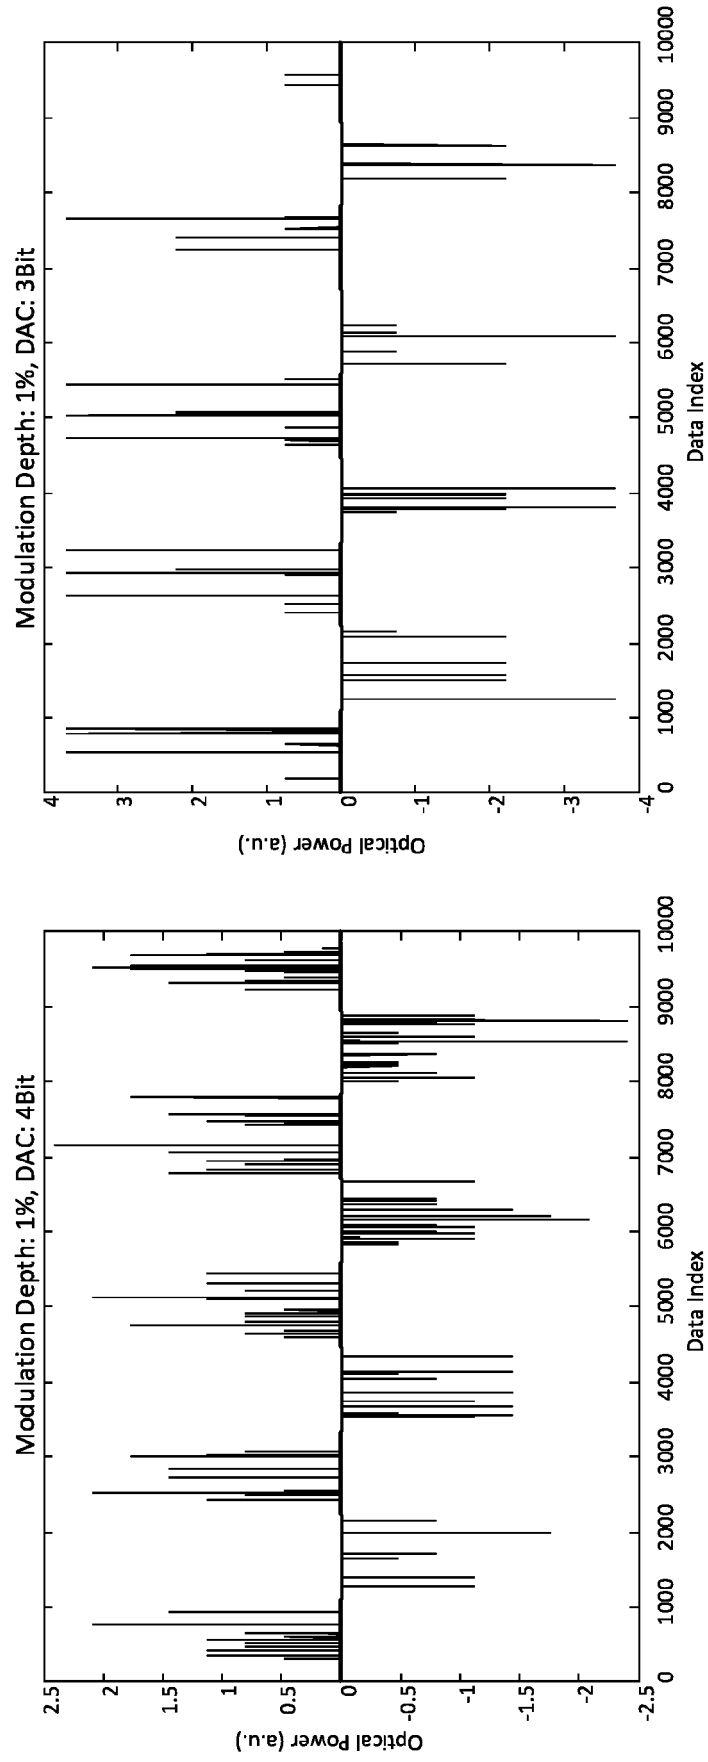 Modulation Depth: 1%, DAC: 4Bit
Optical Power (a.u.)
2.5
2
1.5
1
0.5
0
-0.5
-1
-1.5
-2
-2.5
0 1000 2000 3000 4000 5000 6000 7000 8000 9000 10000
Data Index
Modulation Depth: 1%, DAC: 3Bit
Optical Power (a.u.)
4
3
2
1
0
-1
-2
-3
-4
0 1000 2000 3000 4000 5000 6000 7000 8000 9000 10000
Data Index